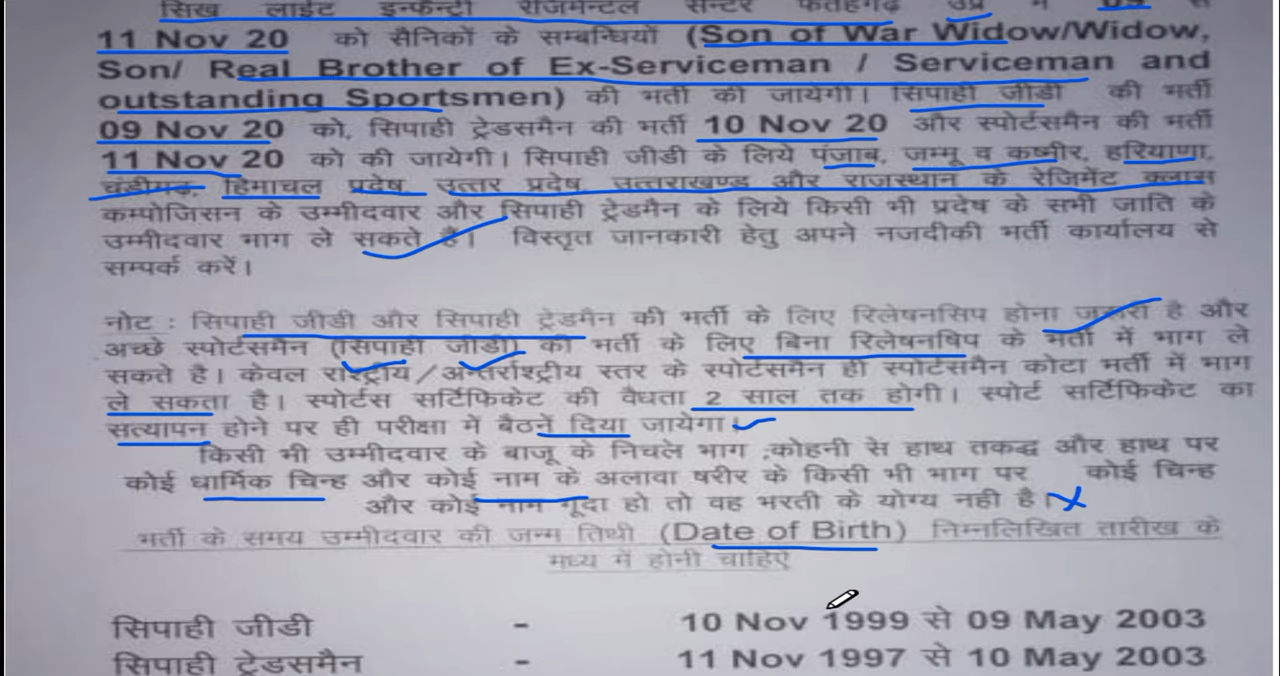 सिख लाईट इन्फेन्ट्री रेजिमेन्टल सेन्टर फतेहगढ़ उप्र में 09 से
11 Nov 20 को सैनिकों के सम्बन्धियों (Son of War Widow/Widow,
Son/ Real Brother of Ex-Serviceman / Serviceman and
outstanding Sportsmen) की भर्ती की जायेगी। सिपाही जीडी की भर्ती
09 Nov 20 को, सिपाही ट्रेडसमैन की भर्ती 10 Nov 20 और स्पोर्टसमैन की भर्ती
11 Nov 20 को की जायेगी। सिपाही जीडी के लिये पंजाब, जम्मू व कष्मीर, हरियाणा,
चंडीगढ़, हिमाचल प्रदेष, उत्तर प्रदेष, उत्तराखण्ड और राजस्थान के रेजिमेंट क्लास
कम्पोजिसन के उम्मीदवार और सिपाही ट्रेडमैन के लिये किसी भी प्रदेष के सभी जाति के
उम्मीदवार भाग ले सकते हैं। विस्तृत जानकारी हेतु अपने नजदीकी भर्ती कार्यालय से
सम्पर्क करें।
नोट : सिपाही जीडी और सिपाही ट्रेडमैन की भर्ती के लिए रिलेषनसिप होना जरूरी है और
अच्छे स्पोर्टसमैन (सिपाही जीडी) की भर्ती के लिए बिना रिलेषनषिप के भर्ती में भाग ले
सकते है। केवल राश्ट्रीय/अन्तर्राश्ट्रीय स्तर के स्पोर्टसमैन ही स्पोर्टसमैन कोटा भर्ती में भाग
ले सकता है। स्पोर्टस सर्टिफिकेट की वैधता 2 साल तक होगी। स्पोर्ट सर्टिफिकेट का
सत्यापन होने पर ही परीक्षा में बैठनें दिया जायेगा।
किसी भी उम्मीदवार के बाजू के निचले भाग ;कोहनी से हाथ तकद्ध और हाथ पर
कोई धार्मिक चिन्ह और कोई नाम के अलावा षरीर के किसी भी भाग पर कोई चिन्ह
और कोई नाम गूदा हो तो वह भरती के योग्य नही है।
भर्ती के समय उम्मीदवार की जन्म तिथी (Date of Birth) निम्नलिखित तारीख के
मध्य में होनी चाहिएे
सिपाही जीडी - 10 Nov 1999 से 09 May 2003
सिपाही ट्रेडसमैन - 11 Nov 1997 से 10 May 2003